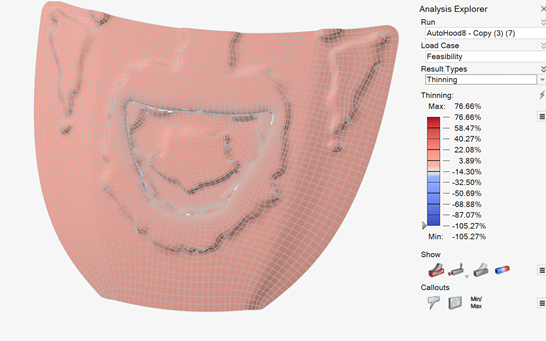 Analysis Explorer
Run
AutoHood8 - Copy (3) (7)
Load Case
Feasibility
Result Types
Thinning
Thinning:
Max: 76.66%
76.66%
58.47%
40.27%
22.08%
3.89%
-14.30%
-32.50%
-50.69%
-68.88%
-87.07%
-105.27%
Min: -105.27%
Show
Callouts
Min/
Max